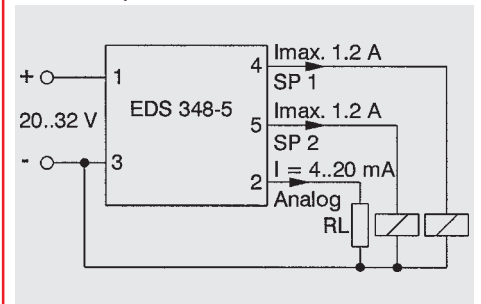 Imax. 1.2 A
+
1
4
SP 1
EDS 348-5
Imax. 1.2 A
20..32 V
5
SP 2
-
3
I = 4..20 mA
2
Analog
RL